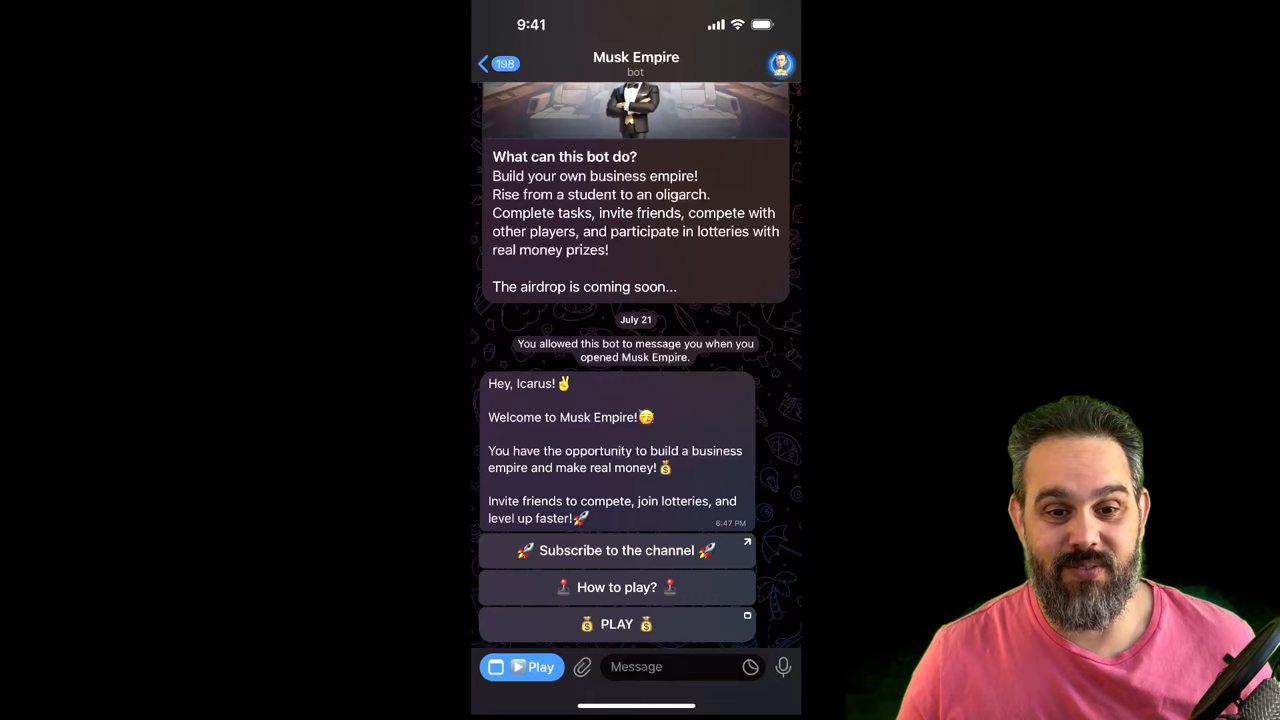 9:41
198
Musk Empire
bot
What can this bot do?
Build your own business empire!
Rise from a student to an oligarch.
Complete tasks, invite friends, compete with
other players, and participate in lotteries with
real money prizes!
The airdrop is coming soon...
July 21
You allowed this bot to message you when you
opened Musk Empire.
Hey, Icarus!✌️
Welcome to Musk Empire!🥳
You have the opportunity to build a business
empire and make real money!💰
Invite friends to compete, join lotteries, and
level up faster!🚀
6:47 PM
🚀 Subscribe to the channel 🚀
🕹️ How to play? 🕹️
💰 PLAY 💰
▶️ Play
Message